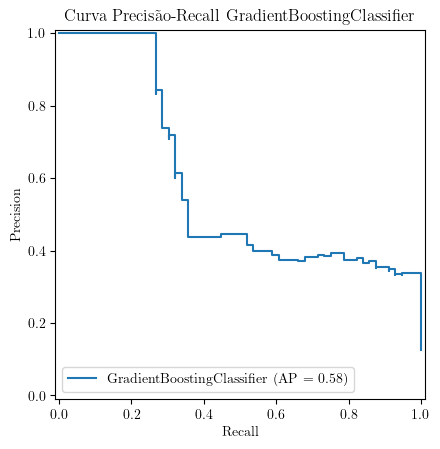 Curva Precisão-Recall GradientBoostingClassifier
1.0
0.8
0.6
0.4
0.2
0.0
Precision
GradientBoostingClassifier (AP = 0.58)
0.0 0.2 0.4 0.6 0.8 1.0
Recall